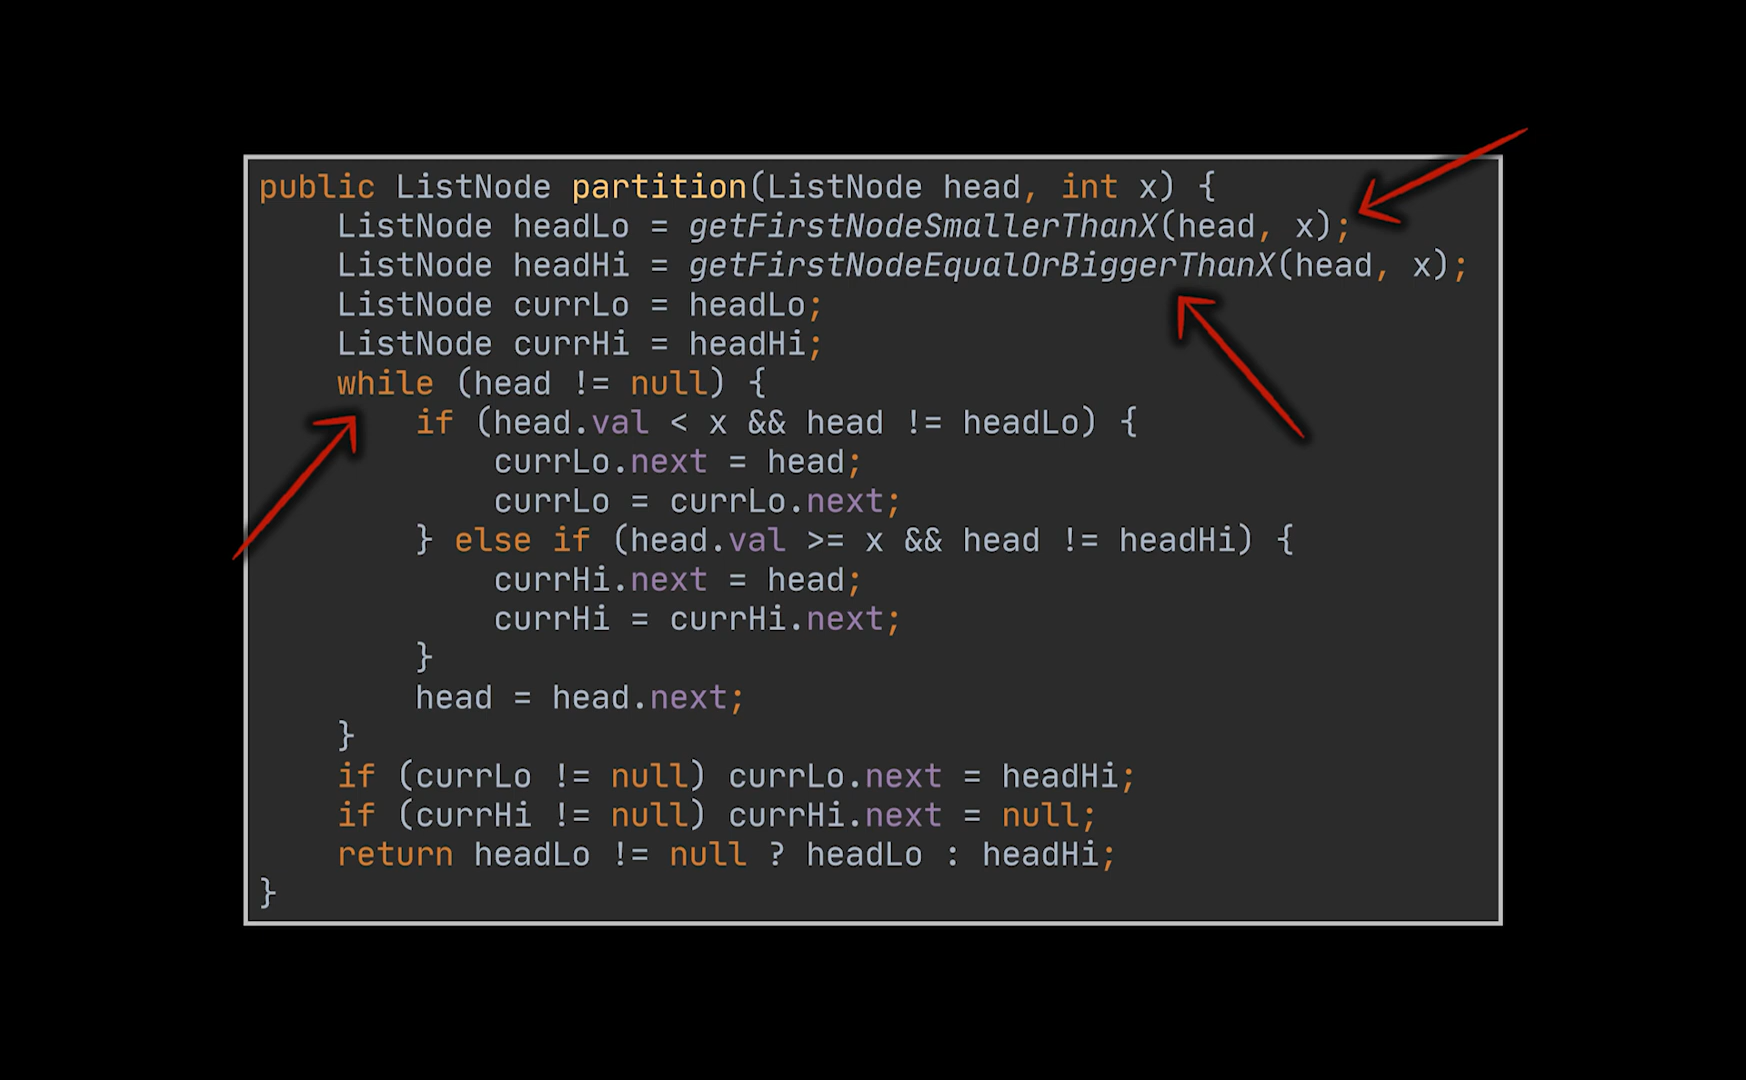 public ListNode partition(ListNode head, int x) {
    ListNode headLo = getFirstNodeSmallerThanX(head, x);
    ListNode headHi = getFirstNodeEqualOrBiggerThanX(head, x);
    ListNode currLo = headLo;
    ListNode currHi = headHi;
    while (head != null) {
        if (head.val < x && head != headLo) {
            currLo.next = head;
            currLo = currLo.next;
        } else if (head.val >= x && head != headHi) {
            currHi.next = head;
            currHi = currHi.next;
        }
        head = head.next;
    }
    if (currLo != null) currLo.next = headHi;
    if (currHi != null) currHi.next = null;
    return headLo != null ? headLo : headHi;
}